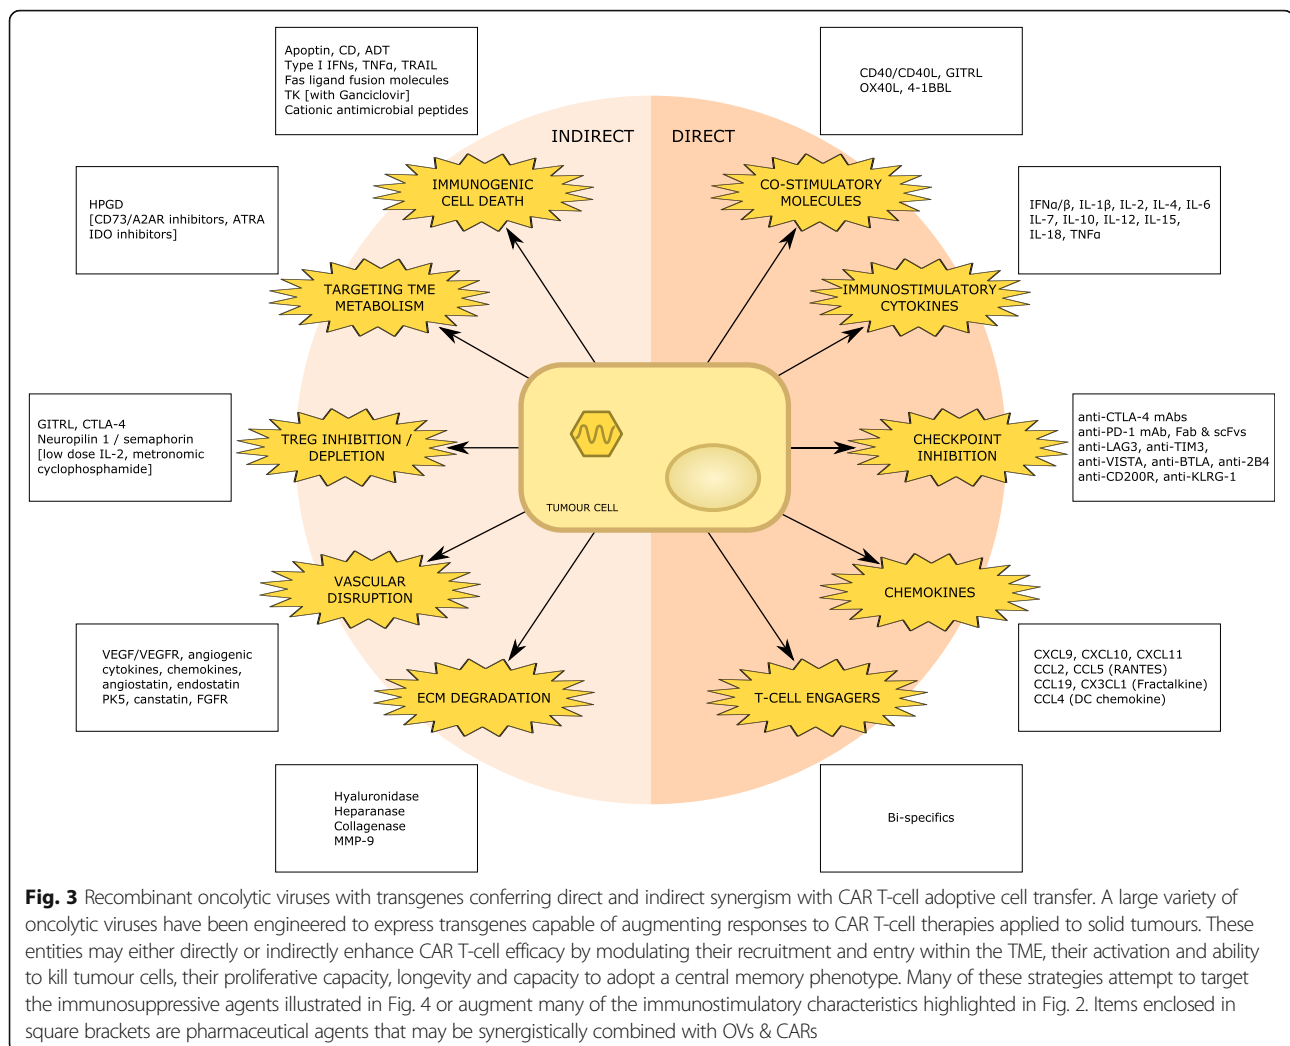 Apoptin, CD, ADT
Type I IFNs, TNFα, TRAIL
Fas ligand fusion molecules
TK [with Ganciclovir]
Cationic antimicrobial peptides
CD40/CD40L, GITRL
OX40L, 4-1BBL
INDIRECT
DIRECT
IMMUNOGENIC
CELL DEATH
CO-STIMULATORY
MOLECULES
HPGD
[CD73/A2AR inhibitors, ATRA
IDO inhibitors]
IFNα/β, IL-1β, IL-2, IL-4, IL-6
IL-7, IL-10, IL-12, IL-15,
IL-18, TNFα
TARGETING TME
METABOLISM
IMMUNOSTIMULATORY
CYTOKINES
GITRL, CTLA-4
Neuropilin 1 / semaphorin
[low dose IL-2, metronomic
cyclophosphamide]
TREG INHIBITION /
DEPLETION
CHECKPOINT
INHIBITION
anti-CTLA-4 mAbs
anti-PD-1 mAb, Fab & scFvs
anti-LAG3, anti-TIM3,
anti-VISTA, anti-BTLA, anti-2B4
anti-CD200R, anti-KLRG-1
TUMOUR CELL
VASCULAR
DISRUPTION
CHEMOKINES
VEGF/VEGFR, angiogenic
cytokines, chemokines,
angiostatin, endostatin
PK5, canstatin, FGFR
CXCL9, CXCL10, CXCL11
CCL2, CCL5 (RANTES)
CCL19, CX3CL1 (Fractalkine)
CCL4 (DC chemokine)
ECM DEGRADATION
T-CELL ENGAGERS
Hyaluronidase
Heparanase
Collagenase
MMP-9
Bi-specifics
Fig. 3 Recombinant oncolytic viruses with transgenes conferring direct and indirect synergism with CAR T-cell adoptive cell transfer. A large variety of
oncolytic viruses have been engineered to express transgenes capable of augmenting responses to CAR T-cell therapies applied to solid tumours. These
entities may either directly or indirectly enhance CAR T-cell efficacy by modulating their recruitment and entry within the TME, their activation and ability
to kill tumour cells, their proliferative capacity, longevity and capacity to adopt a central memory phenotype. Many of these strategies attempt to target
the immunosuppressive agents illustrated in Fig. 4 or augment many of the immunostimulatory characteristics highlighted in Fig. 2. Items enclosed in
square brackets are pharmaceutical agents that may be synergistically combined with OVs & CARs